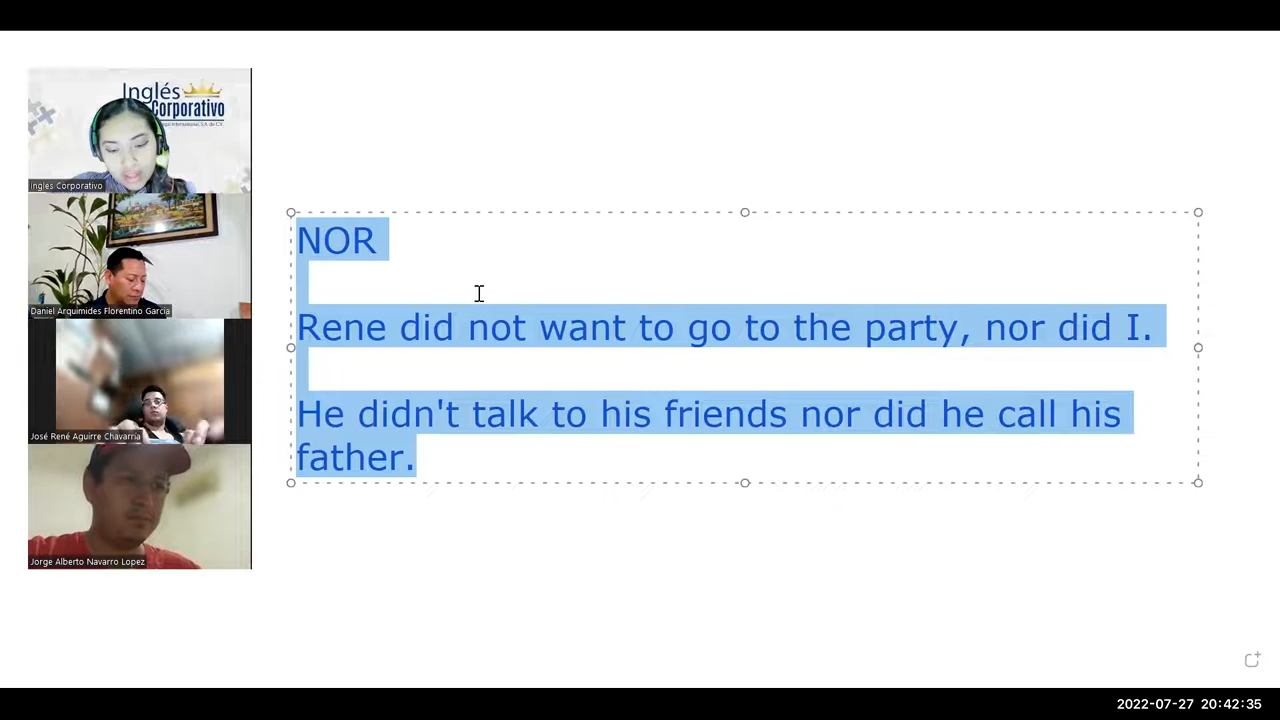 Inglés
Corporativo
Ingles Corporativo
Daniel Arquimides Florentino Garcia
José René Aguirre Chavarria
Jorge Alberto Navarro Lopez
NOR
Rene did not want to go to the party, nor did I.
He didn't talk to his friends nor did he call his
father.
2022-07-27 20:42:35